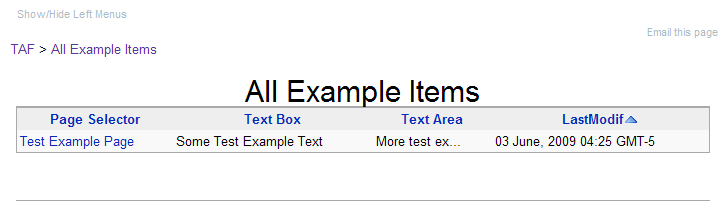 Show/Hide Left Menus
Email this page
TAF > All Example Items
All Example Items
Page Selector Text Box Text Area LastModif
Test Example Page Some Test Example Text More test ex... 03 June, 2009 04:25 GMT-5